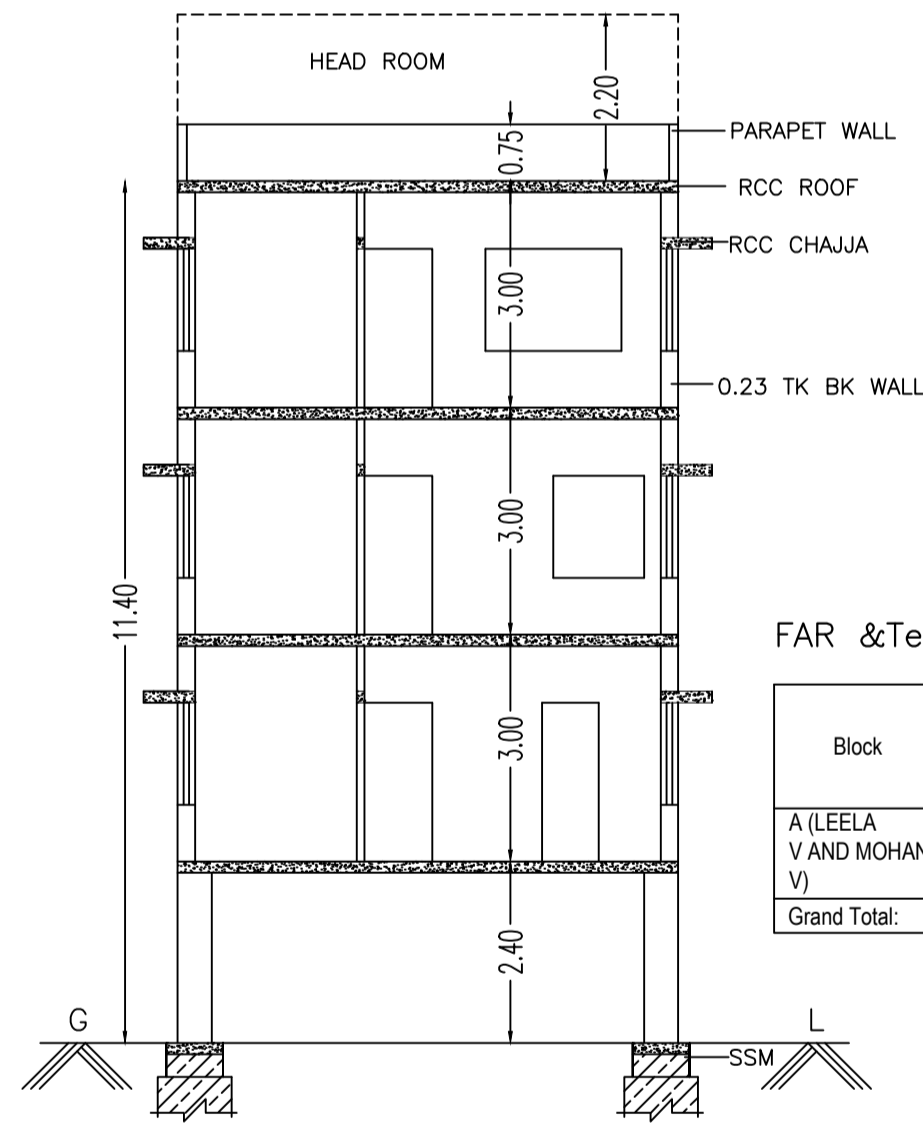 HEAD ROOM
2.20
0.75
PARAPET WALL
RCC ROOF
RCC CHAJJA
3.00
0.23 TK BK WALL
3.00
11.40
FAR &Te
3.00
Block
A (LEELA
V AND MOHAN
V)
Grand Total:
2.40
G
L
SSM